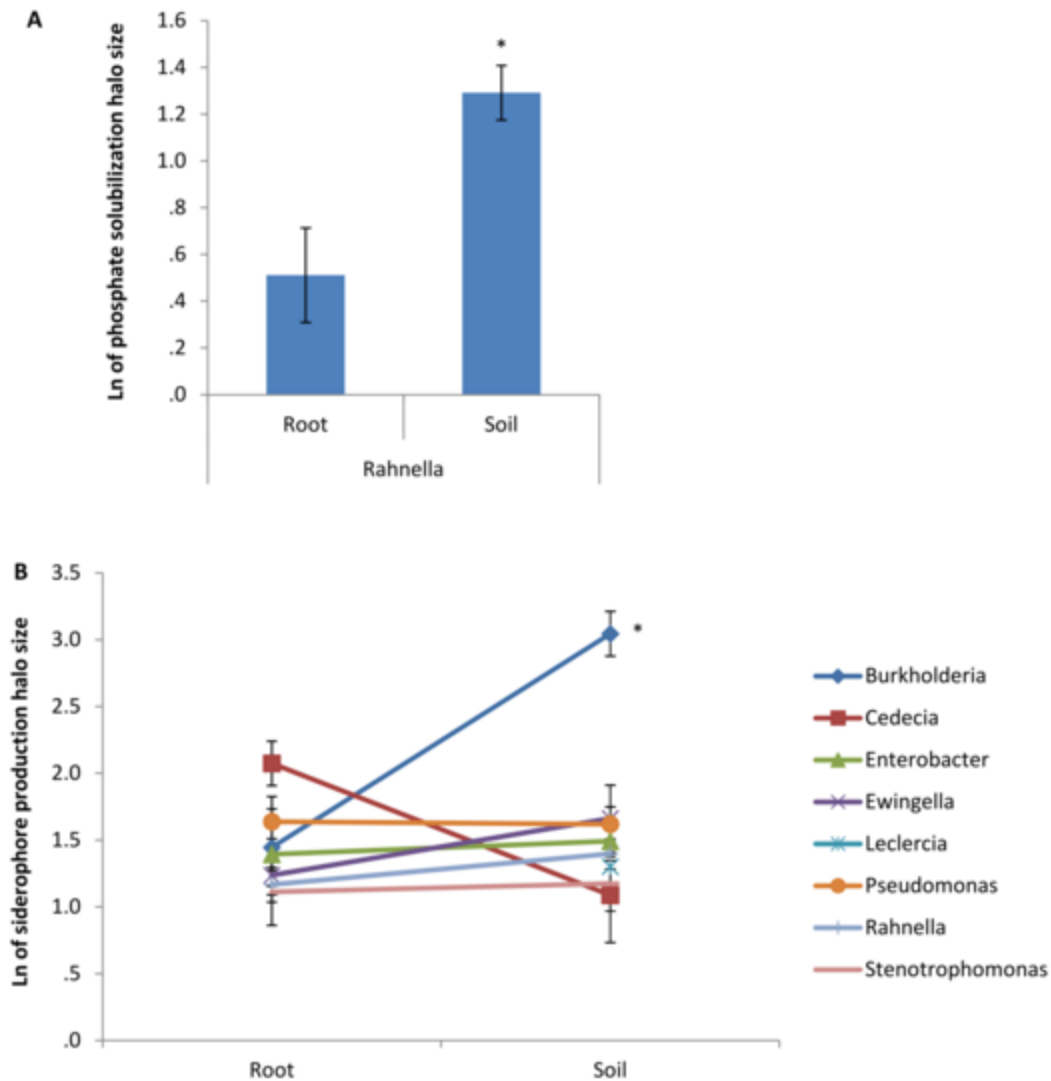 A
Ln of phosphate solubilization halo size
1.6
1.4
1.2
1.0
.8
.6
.4
.2
.0
*
Root
Soil
Rahnella
B
Ln of siderophore production halo size
3.5
3.0
2.5
2.0
1.5
1.0
.5
.0
*
Root
Soil
Burkholderia
Cedecia
Enterobacter
Ewingella
Leclercia
Pseudomonas
Rahnella
Stenotrophomonas